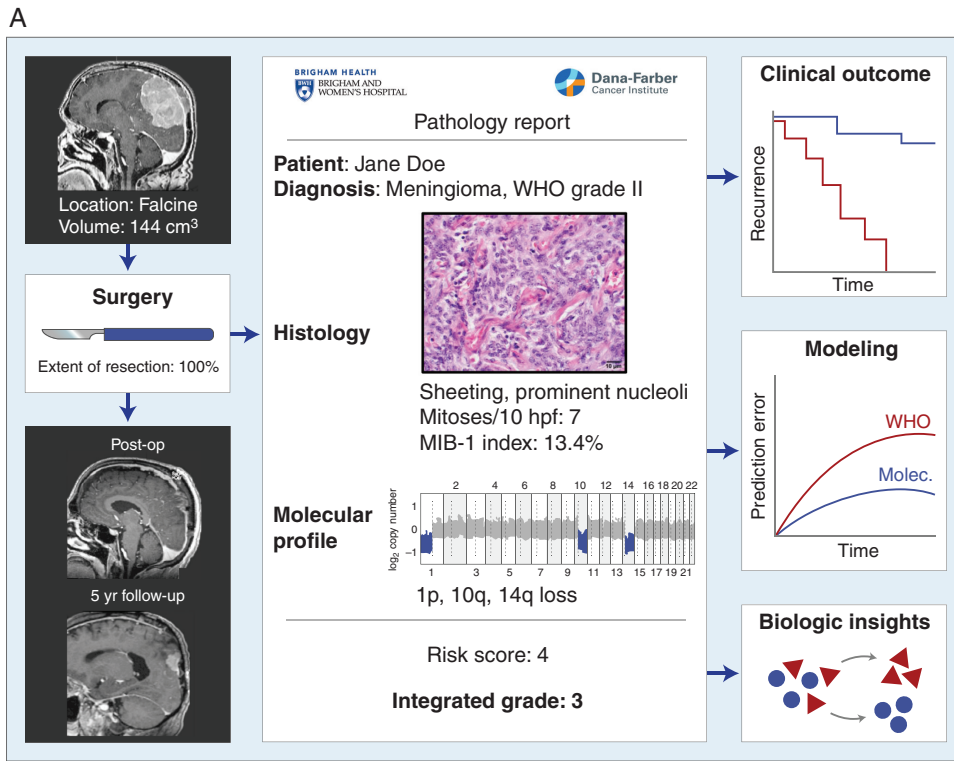 A
Location: Falcine
Volume: 144 cm³
Surgery
Extent of resection: 100%
Post-op
5 yr follow-up
BRIGHAM HEALTH
BWH
BRIGHAM AND
WOMEN'S HOSPITAL
Dana-Farber
Cancer Institute
Pathology report
Patient: Jane Doe
Diagnosis: Meningioma, WHO grade II
Histology
10 µm
Sheeting, prominent nucleoli
Mitoses/10 hpf: 7
MIB-1 index: 13.4%
Molecular
profile
log₂ copy number
1
0
−1
2 4 6 8 10 12 14 16 18 20 22
1 3 5 7 9 11 13 15 17 19 21
1p, 10q, 14q loss
Risk score: 4
Integrated grade: 3
Clinical outcome
Recurrence
Time
Modeling
Prediction error
WHO
Molec.
Time
Biologic insights